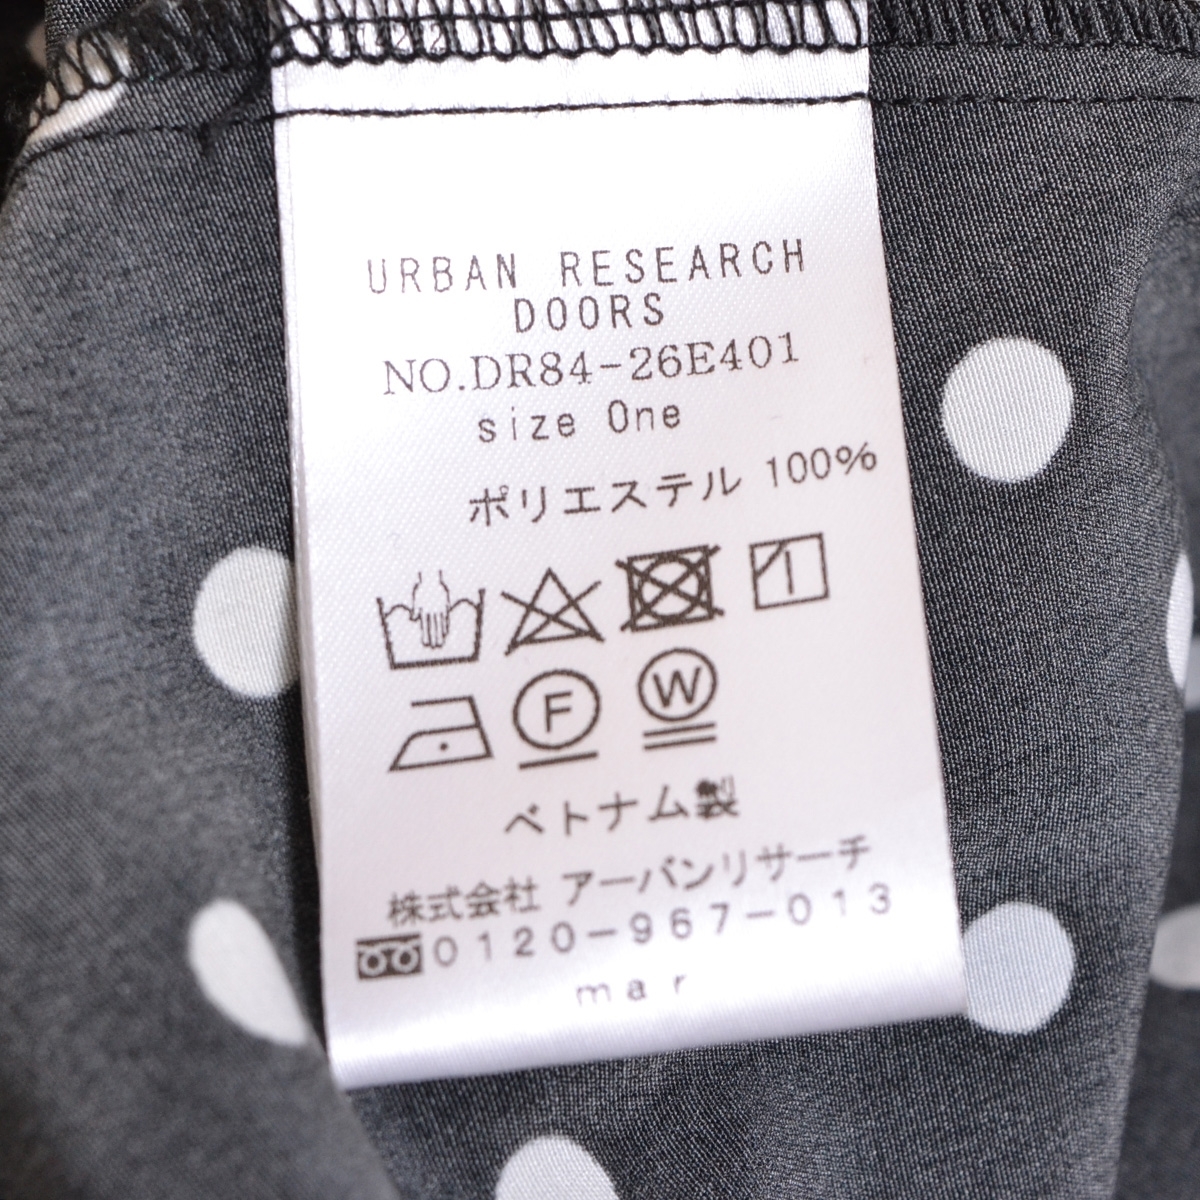 URBAN RESEARCH
DOORS
NO.DR84-26E401
size One
ポリエステル 100%
F W
ベトナム製
株式会社 アーバンリサーチ
0120-967-013
mar